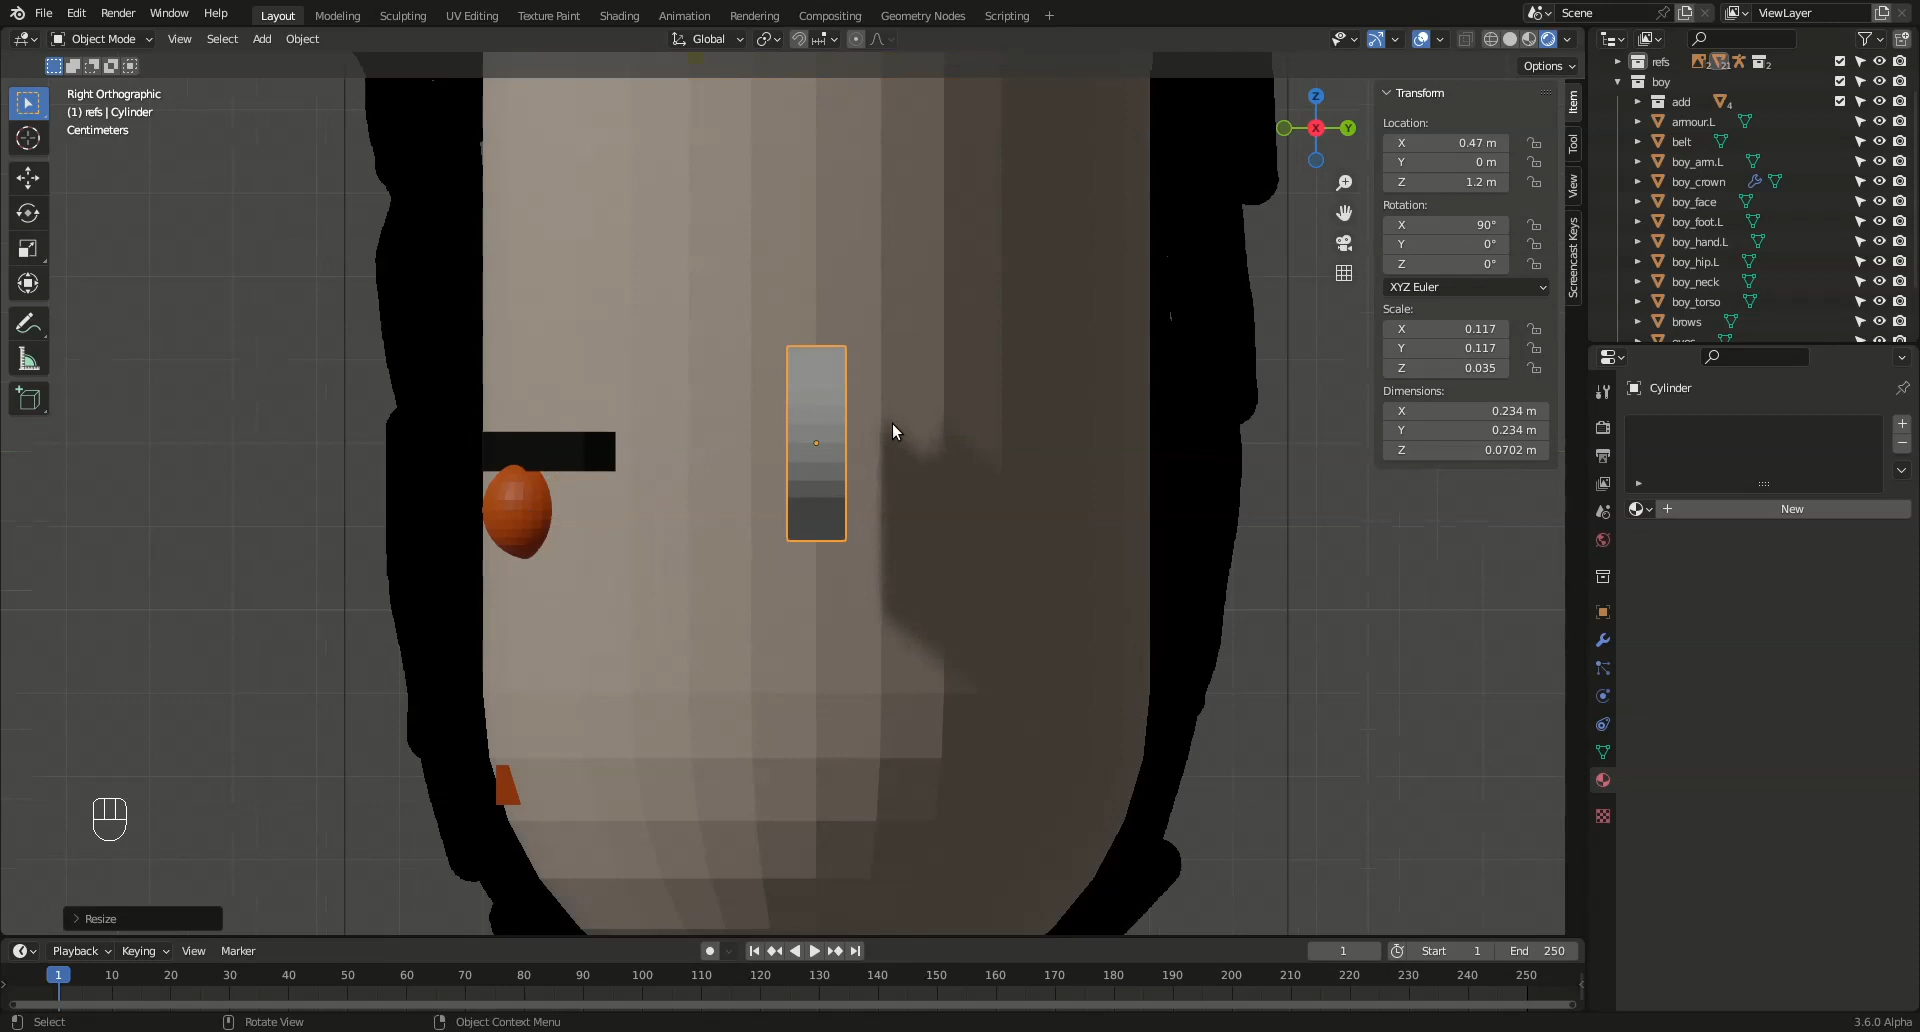 File Edit Render Window Help Layout Modeling Sculpting UV Editing Texture Paint Shading Animation Rendering Compositing Geometry Nodes Scripting + Scene ViewLayer
Object Mode View Select Add Object Global
Options
Right Orthographic
(1) refs | Cylinder
Centimeters
Z
X
Y
Transform
Location:
X 0.47 m
Y 0 m
Z 1.2 m
Rotation:
X 90°
Y 0°
Z 0°
XYZ Euler
Scale:
X 0.117
Y 0.117
Z 0.035
Dimensions:
X 0.234 m
Y 0.234 m
Z 0.0702 m
Item
Tool
View
Screencast Keys
refs 2 21 2
boy
add 4
armour.L
belt
boy_arm.L
boy_crown
boy_face
boy_foot.L
boy_hand.L
boy_hip.L
boy_neck
boy_torso
brows
Cylinder
New
Resize
Playback Keying View Marker 1 Start 1 End 250
1 10 20 30 40 50 60 70 80 90 100 110 120 130 140 150 160 170 180 190 200 210 220 230 240 250
Select Rotate View Object Context Menu 3.6.0 Alpha